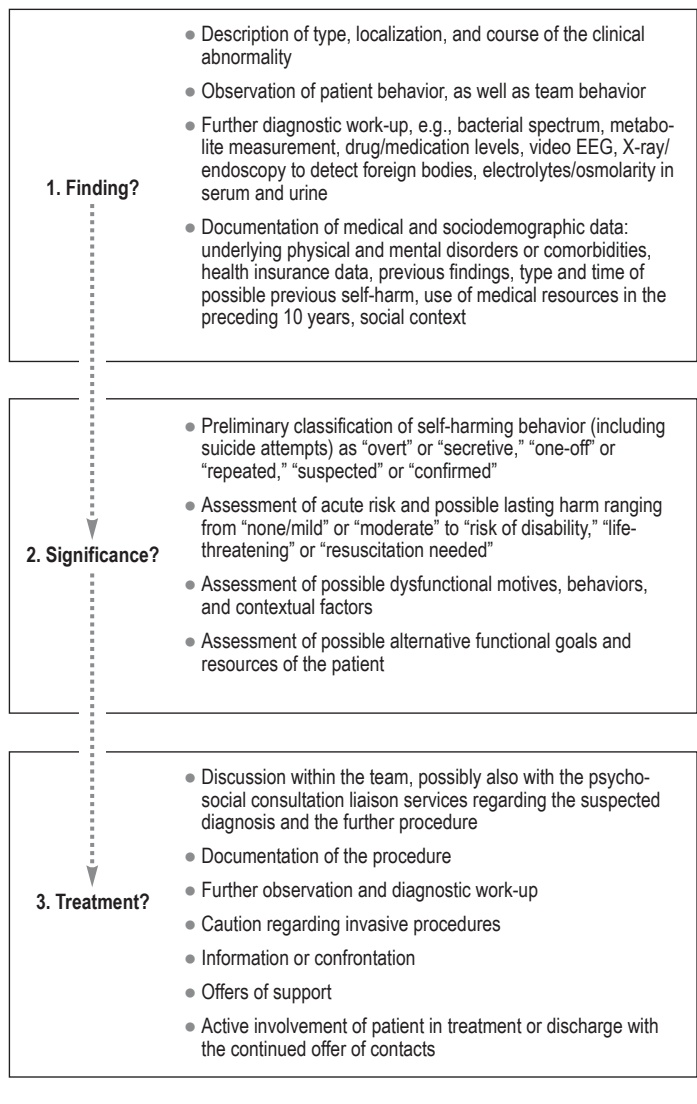 1. Finding?
● Description of type, localization, and course of the clinical
abnormality
● Observation of patient behavior, as well as team behavior
● Further diagnostic work-up, e.g., bacterial spectrum, metabo-
lite measurement, drug/medication levels, video EEG, X-ray/
endoscopy to detect foreign bodies, electrolytes/osmolarity in
serum and urine
● Documentation of medical and sociodemographic data:
underlying physical and mental disorders or comorbidities,
health insurance data, previous findings, type and time of
possible previous self-harm, use of medical resources in the
preceding 10 years, social context
2. Significance?
● Preliminary classification of self-harming behavior (including
suicide attempts) as “overt” or “secretive,” “one-off” or
“repeated,” “suspected” or “confirmed”
● Assessment of acute risk and possible lasting harm ranging
from “none/mild” or “moderate” to “risk of disability,” “life-
threatening” or “resuscitation needed”
● Assessment of possible dysfunctional motives, behaviors,
and contextual factors
● Assessment of possible alternative functional goals and
resources of the patient
3. Treatment?
● Discussion within the team, possibly also with the psycho-
social consultation liaison services regarding the suspected
diagnosis and the further procedure
● Documentation of the procedure
● Further observation and diagnostic work-up
● Caution regarding invasive procedures
● Information or confrontation
● Offers of support
● Active involvement of patient in treatment or discharge with
the continued offer of contacts